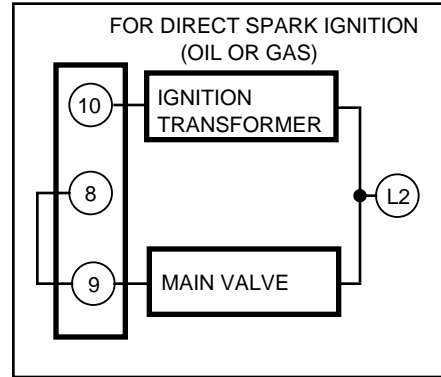 FOR DIRECT SPARK IGNITION
(OIL OR GAS)
10
IGNITION
TRANSFORMER
8
L2
9
MAIN VALVE